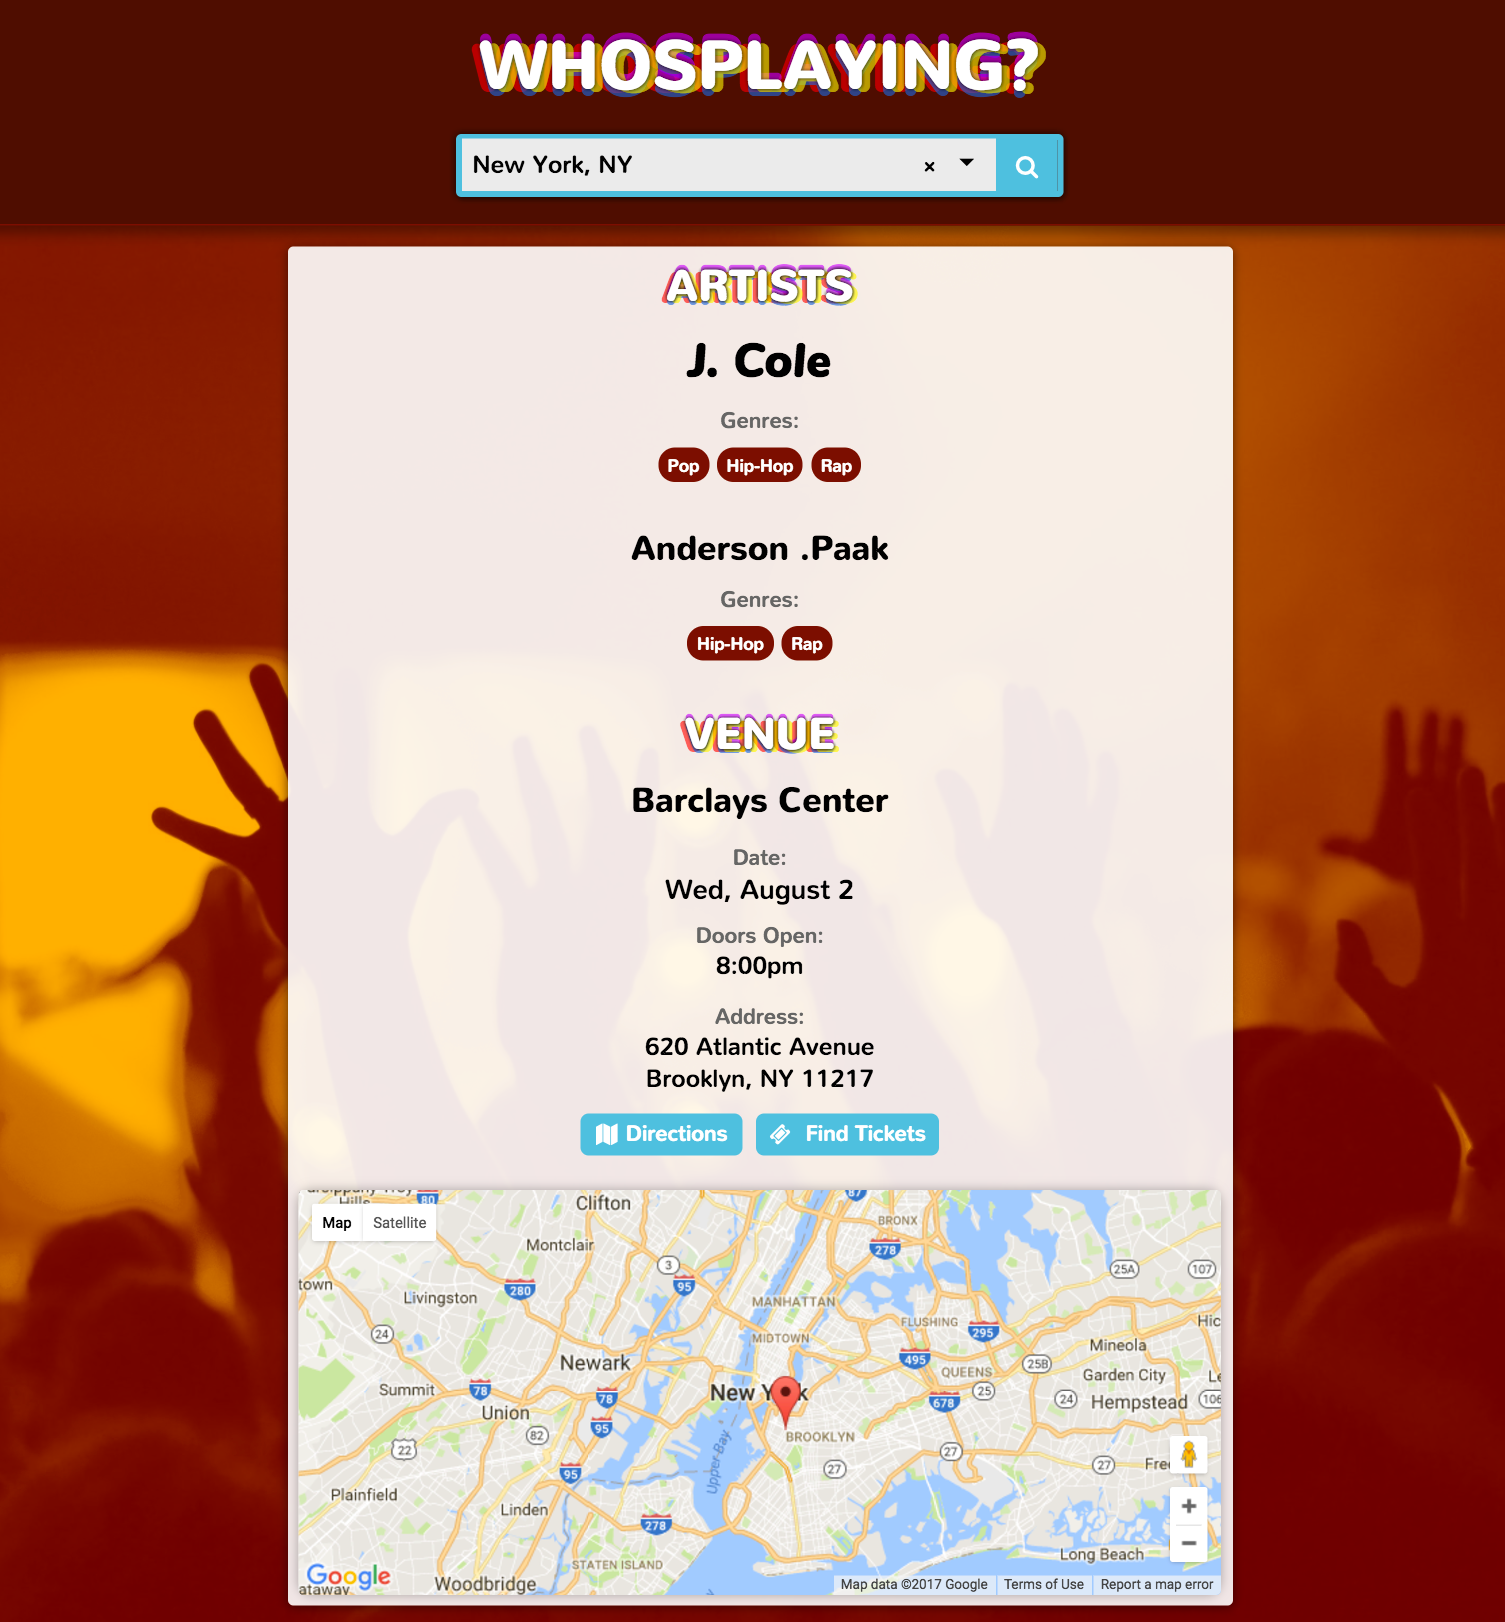 WHOSPLAYING?
New York, NY × 
ARTISTS
J. Cole
Genres:
Pop Hip-Hop Rap
Anderson .Paak
Genres:
Hip-Hop Rap
VENUE
Barclays Center
Date:
Wed, August 2
Doors Open:
8:00pm
Address:
620 Atlantic Avenue
Brooklyn, NY 11217
Directions Find Tickets
Hills
80
Clifton
87
Map Satellite
BRONX
Montclair
278
3
25A
107
town
280
95
Livingston
MANHATTAN
FLUSHING
Hic
24
MIDTOWN
295
Mineola
Newark
495
QUEENS
25B
Garden City
Summit
78
78
New Y k
25
24
Hempstead
106
678
Union
95
82
BROOKLYN
22
27
27
27
Fre
95
Upper Bay
Plainfield
+
Linden
278
−
STATEN ISLAND
Long Beach
Google
ataway
Woodbridge
Map data ©2017 Google Terms of Use Report a map error